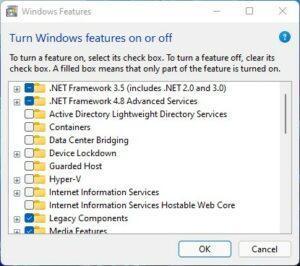 Windows Features
Turn Windows features on or off
To turn a feature on, select its check box. To turn a feature off, clear its
check box. A filled box means that only part of the feature is turned on.
.NET Framework 3.5 (includes .NET 2.0 and 3.0)
.NET Framework 4.8 Advanced Services
Active Directory Lightweight Directory Services
Containers
Data Center Bridging
Device Lockdown
Guarded Host
Hyper-V
Internet Information Services
Internet Information Services Hostable Web Core
Legacy Components
Media Features
OK
Cancel